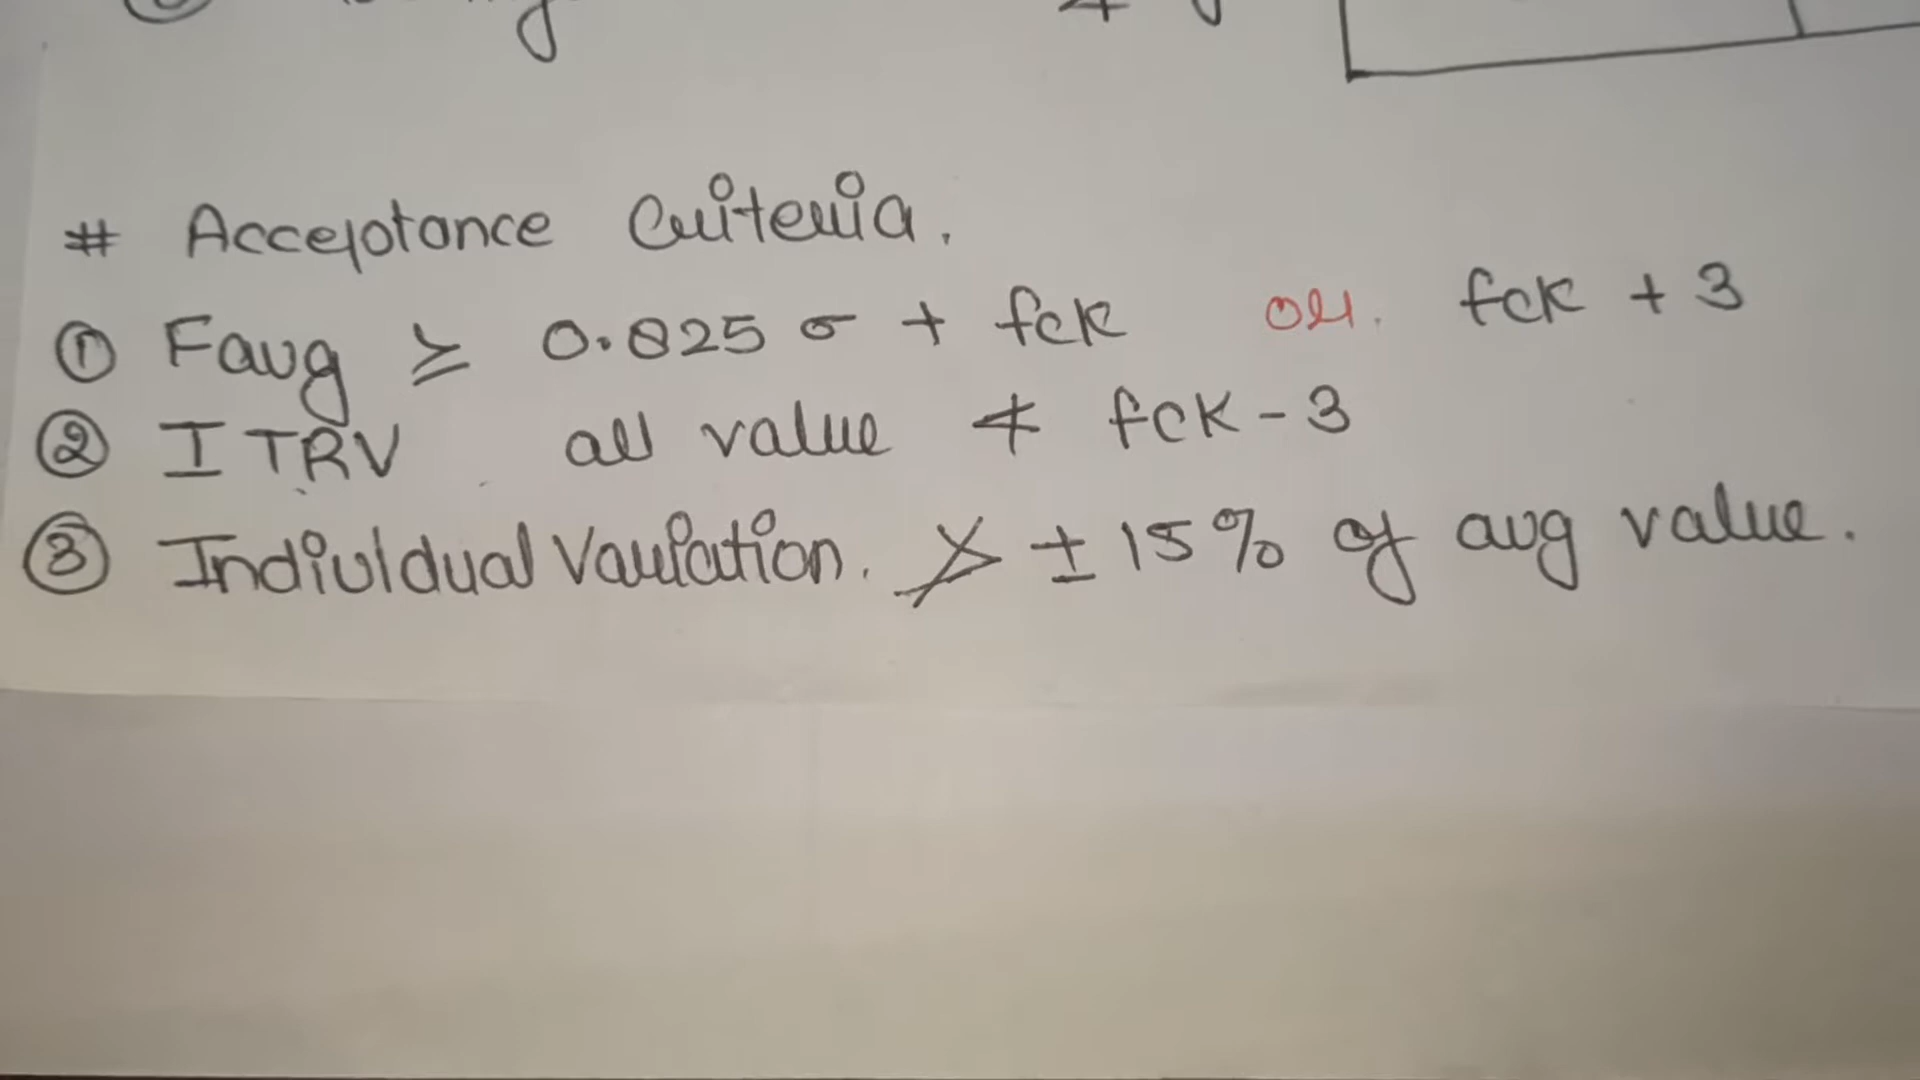 # Acceptance Criteria.
① Favg ≥ 0.825 σ + fck or. fck + 3
② ITRV all value ≮ fck - 3
③ Individual Variation. ≯ ± 15% of avg value.